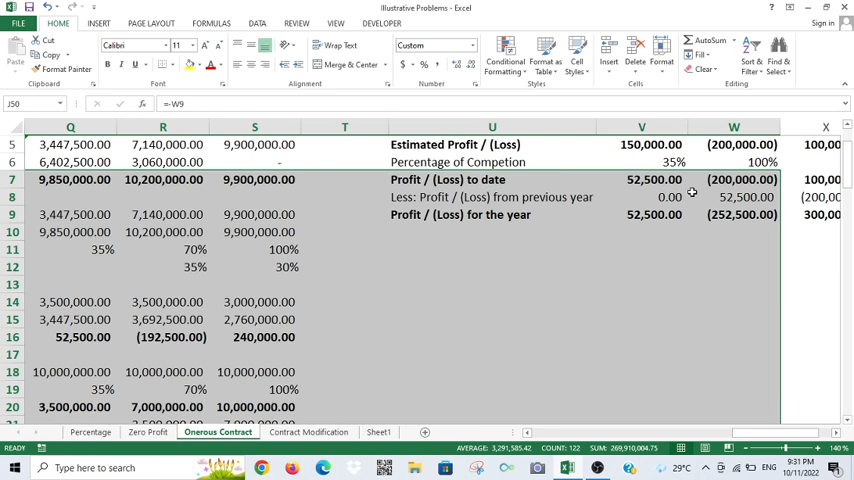 Illustrative Problems - Excel
Sign in
FILE HOME INSERT PAGE LAYOUT FORMULAS DATA REVIEW VIEW DEVELOPER
Cut
Copy
Format Painter
Paste
Clipboard
Calibri 11
B I U
Font
Wrap Text
Merge & Center
Alignment
Custom
$ % ,
Number
Conditional Formatting
Format as Table
Cell Styles
Styles
Insert
Delete
Format
Cells
AutoSum
Fill
Clear
Sort & Filter
Find & Select
Editing
J50 =-W9
Q R S T U V W X
5 3,447,500.00 7,140,000.00 9,900,000.00 Estimated Profit / (Loss) 150,000.00 (200,000.00) 100,0
6 6,402,500.00 3,060,000.00 - Percentage of Competion 35% 100%
7 9,850,000.00 10,200,000.00 9,900,000.00 Profit / (Loss) to date 52,500.00 (200,000.00) 100,0
8 Less: Profit / (Loss) from previous year 0.00 52,500.00 (200,0
9 3,447,500.00 7,140,000.00 9,900,000.00 Profit / (Loss) for the year 52,500.00 (252,500.00) 300,0
10 9,850,000.00 10,200,000.00 9,900,000.00
11 35% 70% 100%
12 35% 30%
13
14 3,500,000.00 3,500,000.00 3,000,000.00
15 3,447,500.00 3,692,500.00 2,760,000.00
16 52,500.00 (192,500.00) 240,000.00
17
18 10,000,000.00 10,000,000.00 10,000,000.00
19 35% 70% 100%
20 3,500,000.00 7,000,000.00 10,000,000.00
Percentage Zero Profit Onerous Contract Contract Modification Sheet1
READY AVERAGE: 3,291,585.42 COUNT: 122 SUM: 269,910,004.75 140%
Type here to search
29°C ENG
9:31 PM
10/11/2022